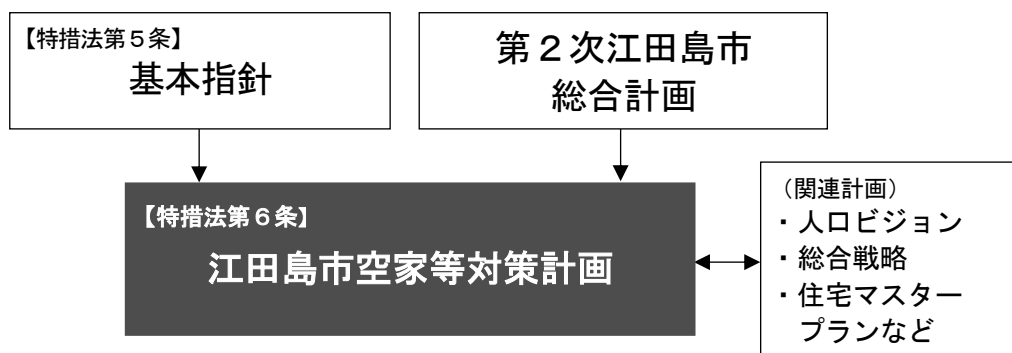 【特措法第５条】
基本指針
第２次江田島市
総合計画
【特措法第６条】
江田島市空家等対策計画
（関連計画）
・人口ビジョン
・総合戦略
・住宅マスター
プランなど